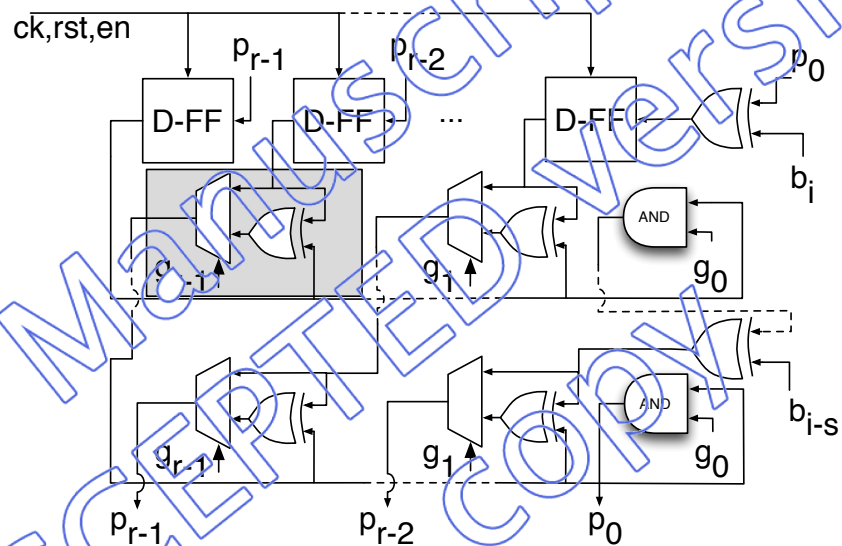 ck,rst,en
p_{r-1} p_{r-2} p_0
D-FF D-FF ... D-FF
b_i
AND
g_{r-1} g_1 g_0
AND
b_{i-s}
g_{r-1} g_1 g_0
p_{r-1} p_{r-2} p_0
ACCEPTED Manuscript version copy